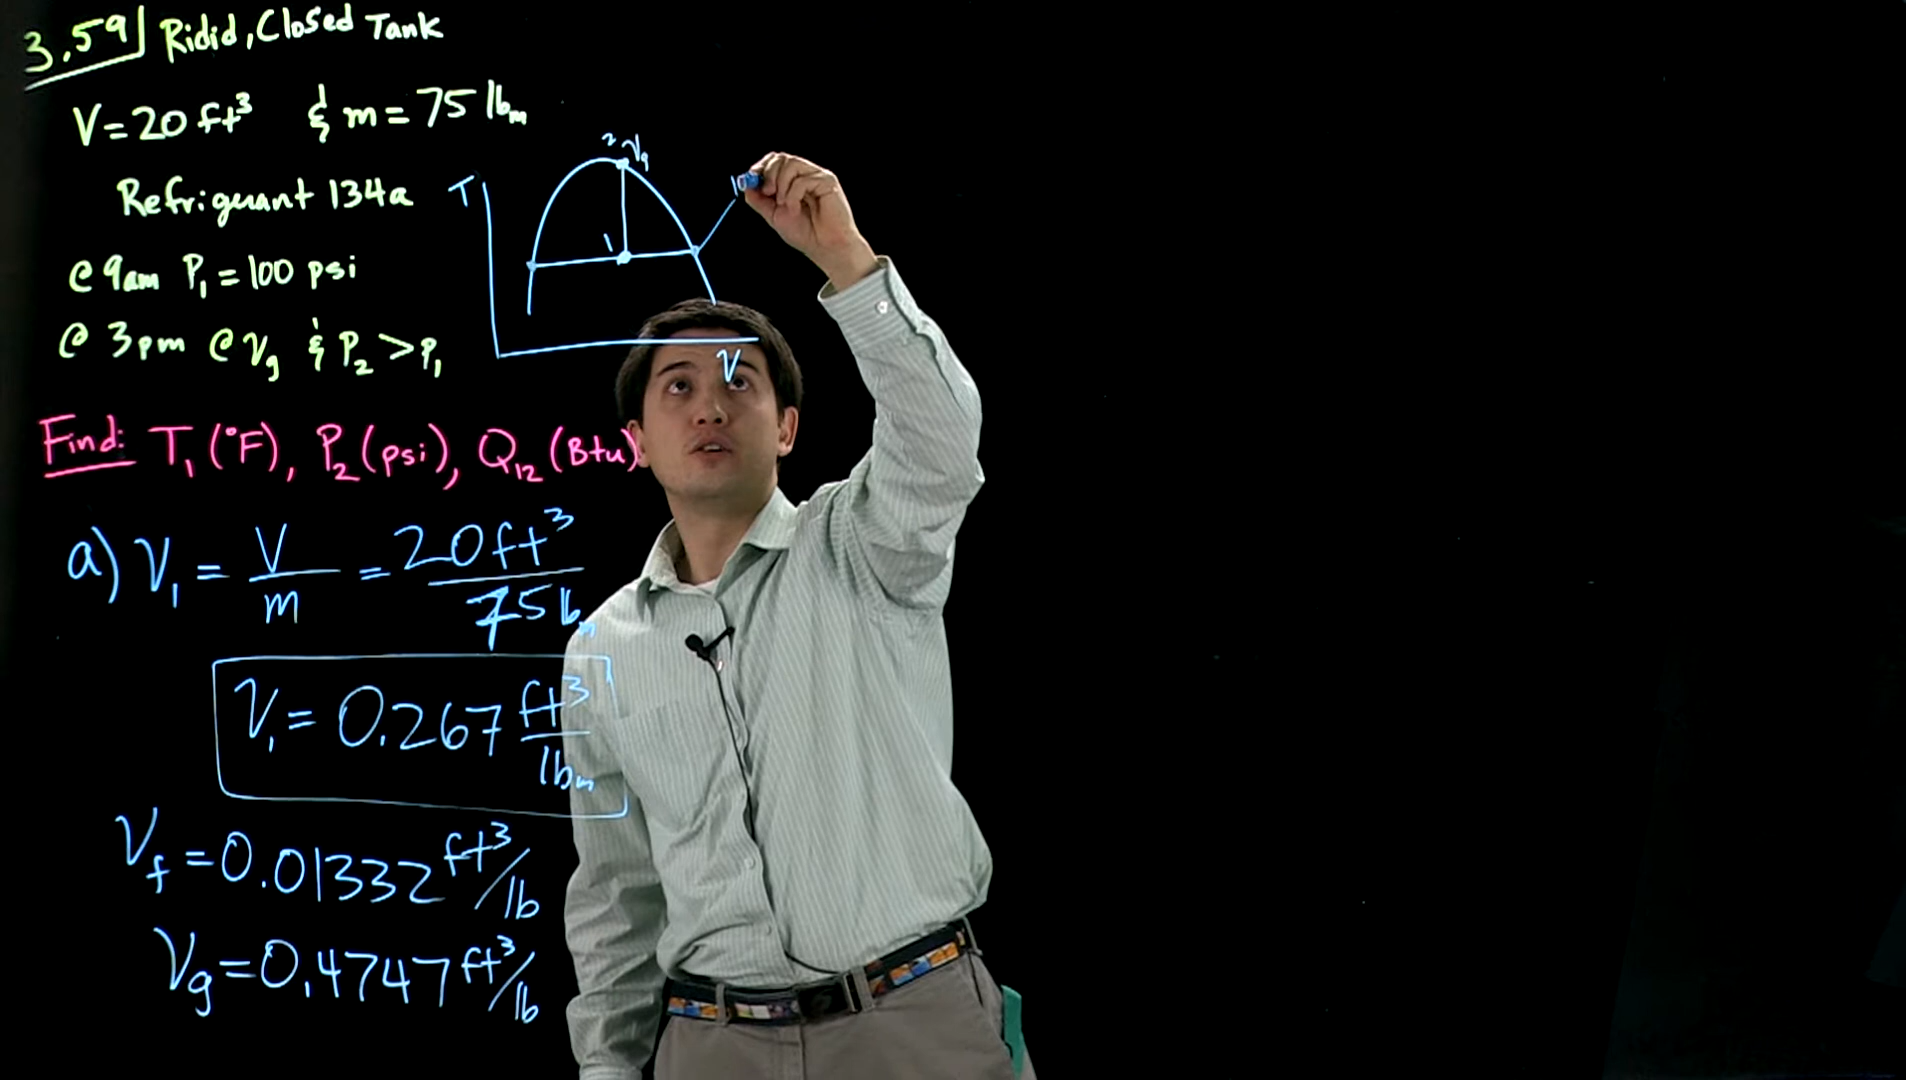 3.59 Ridid, Closed Tank
V=20 ft³ & m = 75 lbm
Refriguant 134a
@ 9am P₁ = 100 psi
@ 3pm @ vg & P₂ > P₁
Find: T₁ (°F), P₂ (psi), Q₁₂ (Btu)
T
2 vg
1
v
a) v₁ = V/m = 20 ft³/75 lbm
v₁ = 0.267 ft³/lbm
vf = 0.01332 ft³/lb
vg = 0.4747 ft³/lb